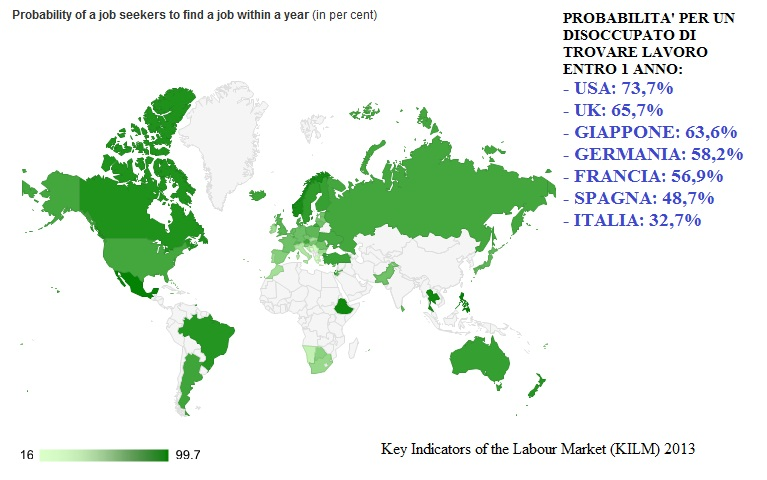 Probability of a job seekers to find a job within a year (in per cent)
PROBABILITA' PER UN
DISOCCUPATO DI
TROVARE LAVORO
ENTRO 1 ANNO:
- USA: 73,7%
- UK: 65,7%
- GIAPPONE: 63,6%
- GERMANIA: 58,2%
- FRANCIA: 56,9%
- SPAGNA: 48,7%
- ITALIA: 32,7%
16 99.7
Key Indicators of the Labour Market (KILM) 2013